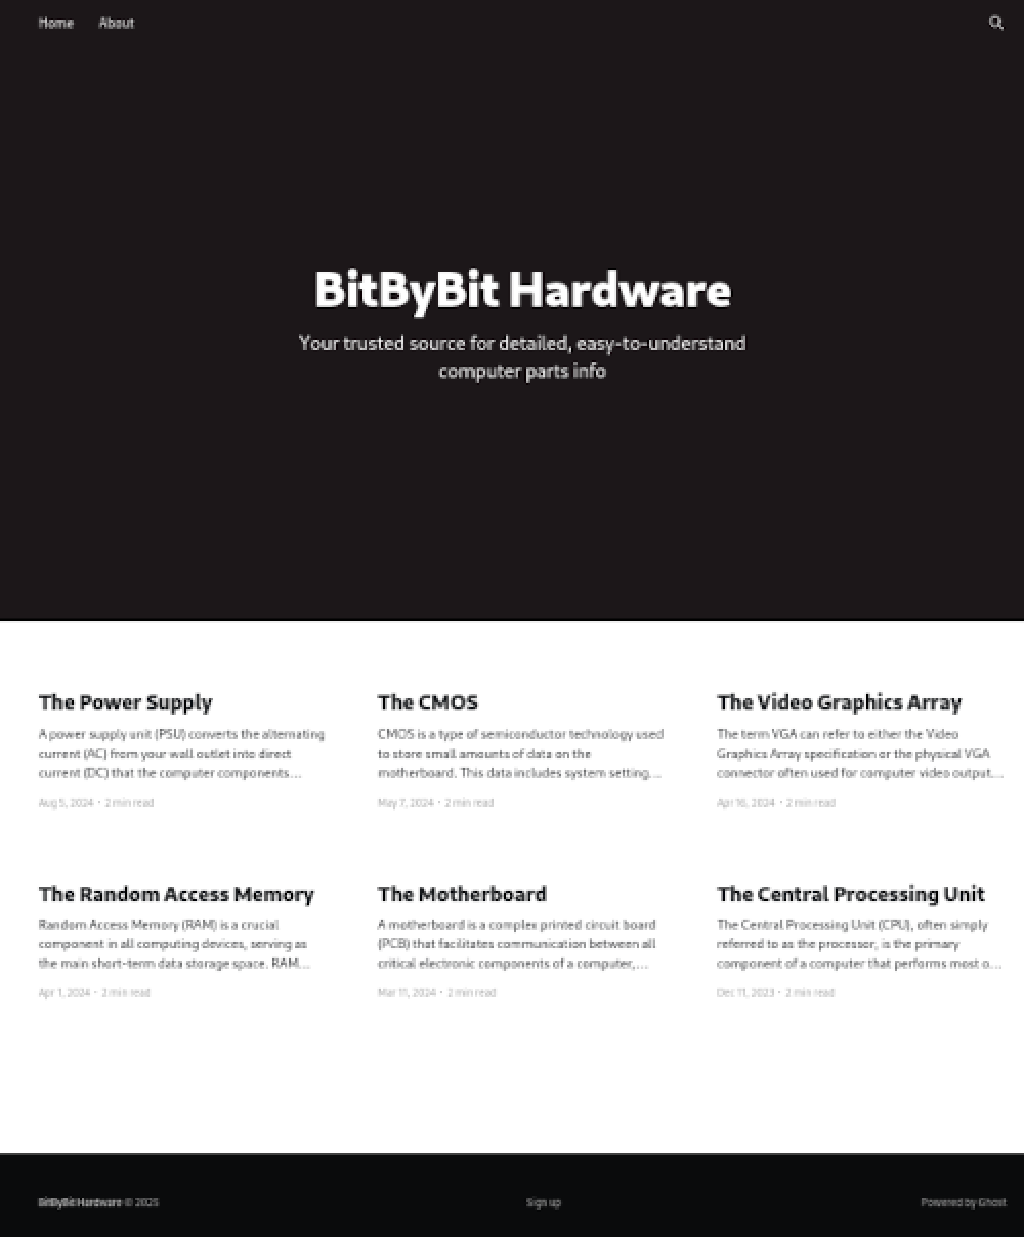 Home About
BitByBit Hardware
Your trusted source for detailed, easy-to-understand
computer parts info
The Power Supply
A power supply unit (PSU) converts the alternating
current (AC) from your wall outlet into direct
current (DC) that the computer components…
Aug 5, 2024 • 2 min read
The CMOS
CMOS is a type of semiconductor technology used
to store small amounts of data on the
motherboard. This data includes system setting…
May 7, 2024 • 2 min read
The Video Graphics Array
The term VGA can refer to either the Video
Graphics Array specification or the physical VGA
connector often used for computer video output.…
Apr 16, 2024 • 2 min read
The Random Access Memory
Random Access Memory (RAM) is a crucial
component in all computing devices, serving as
the main short-term data storage space. RAM…
Apr 1, 2024 • 2 min read
The Motherboard
A motherboard is a complex printed circuit board
(PCB) that facilitates communication between all
critical electronic components of a computer,…
Mar 11, 2024 • 2 min read
The Central Processing Unit
The Central Processing Unit (CPU), often simply
referred to as the processor, is the primary
component of a computer that performs most o…
Dec 11, 2023 • 2 min read
BitByBit Hardware © 2025
Sign up
Powered by Ghost